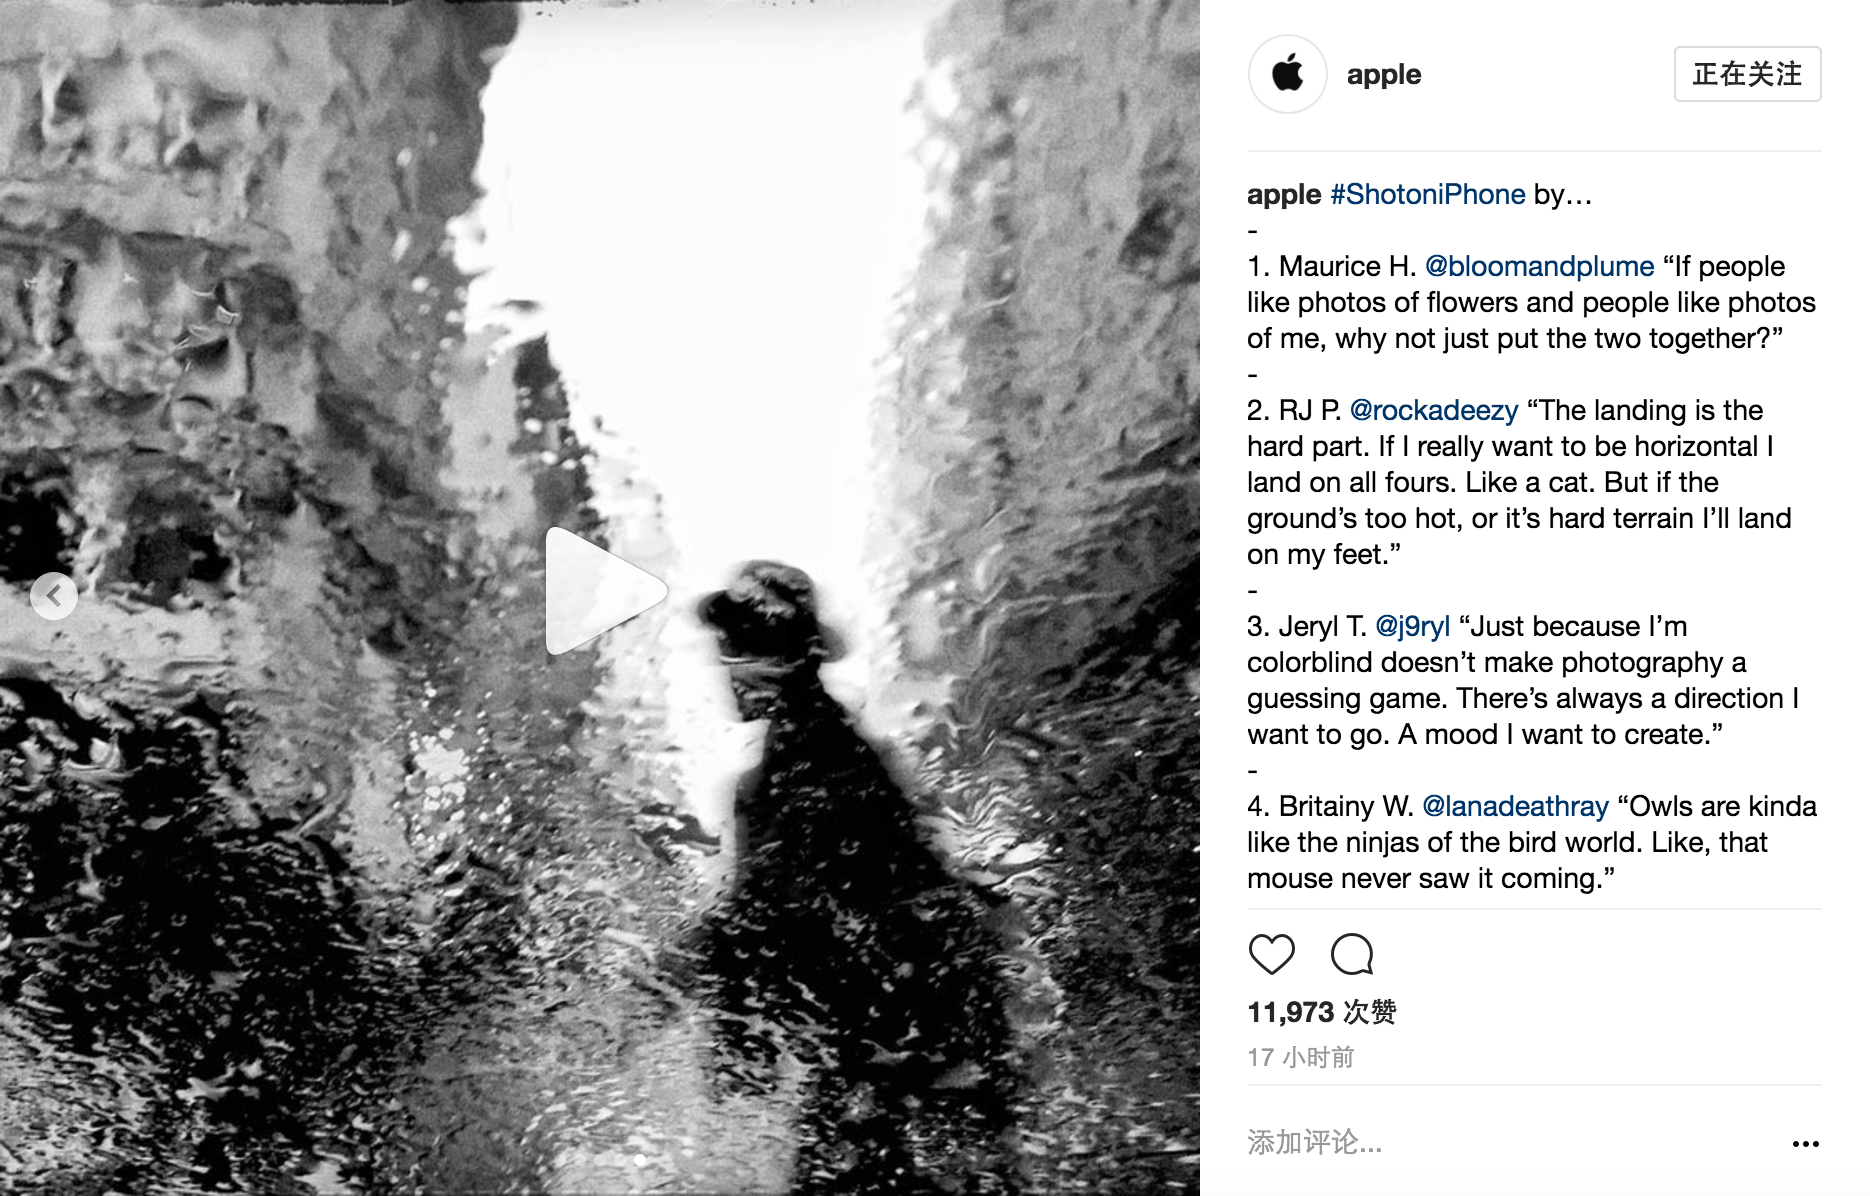 apple
正在关注
apple #ShotoniPhone by…
-
1. Maurice H. @bloomandplume “If people
like photos of flowers and people like photos
of me, why not just put the two together?”
-
2. RJ P. @rockadeezy “The landing is the
hard part. If I really want to be horizontal I
land on all fours. Like a cat. But if the
ground’s too hot, or it’s hard terrain I’ll land
on my feet.”
-
3. Jeryl T. @j9ryl “Just because I’m
colorblind doesn’t make photography a
guessing game. There’s always a direction I
want to go. A mood I want to create.”
-
4. Britainy W. @lanadeathray “Owls are kinda
like the ninjas of the bird world. Like, that
mouse never saw it coming.”
11,973 次赞
17 小时前
添加评论...